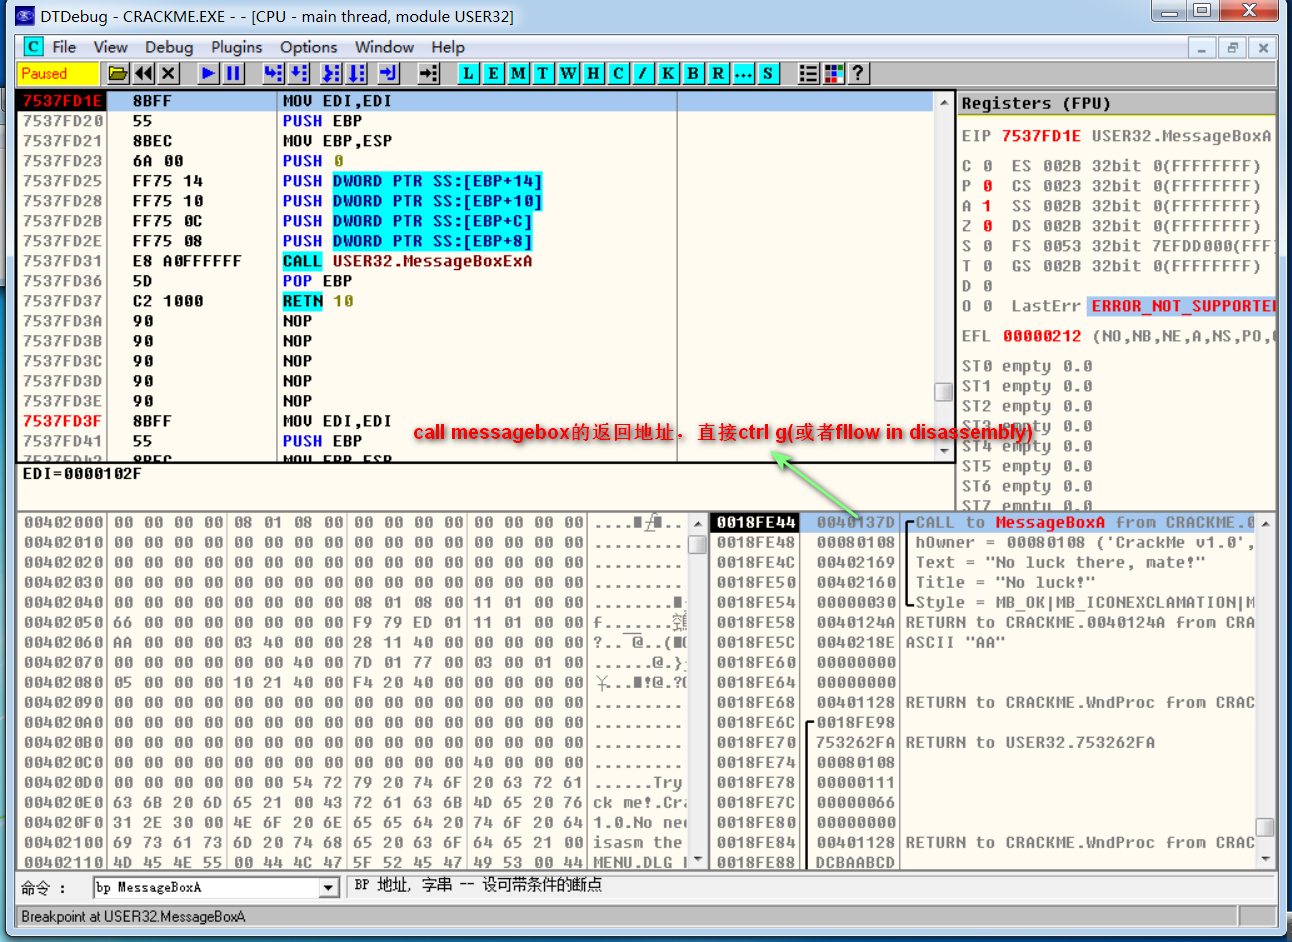 DTDebug - CRACKME.EXE - - [CPU - main thread, module USER32]
C File View Debug Plugins Options Window Help
Paused L E M T W H C / K B R ... S ?
7537FD1E 8BFF MOV EDI,EDI
7537FD20 55 PUSH EBP
7537FD21 8BEC MOV EBP,ESP
7537FD23 6A 00 PUSH 0
7537FD25 FF75 14 PUSH DWORD PTR SS:[EBP+14]
7537FD28 FF75 10 PUSH DWORD PTR SS:[EBP+10]
7537FD2B FF75 0C PUSH DWORD PTR SS:[EBP+C]
7537FD2E FF75 08 PUSH DWORD PTR SS:[EBP+8]
7537FD31 E8 A0FFFFFF CALL USER32.MessageBoxExA
7537FD36 5D POP EBP
7537FD37 C2 1000 RETN 10
7537FD3A 90 NOP
7537FD3B 90 NOP
7537FD3C 90 NOP
7537FD3D 90 NOP
7537FD3E 90 NOP
7537FD3F 8BFF MOV EDI,EDI
7537FD41 55 PUSH EBP
7537FD42 8BEC MOV EBP,ESP
call messagebox的返回地址，直接ctrl g(或者fllow in disassembly)
EDI=0000102F
Registers (FPU)
EIP 7537FD1E USER32.MessageBoxA
C 0 ES 002B 32bit 0(FFFFFFFF)
P 0 CS 0023 32bit 0(FFFFFFFF)
A 1 SS 002B 32bit 0(FFFFFFFF)
Z 0 DS 002B 32bit 0(FFFFFFFF)
S 0 FS 0053 32bit 7EFDD000(FFF
T 0 GS 002B 32bit 0(FFFFFFFF)
D 0
O 0 LastErr ERROR_NOT_SUPPORTE
EFL 00000212 (NO,NB,NE,A,NS,PO,
ST0 empty 0.0
ST1 empty 0.0
ST2 empty 0.0
ST3 empty 0.0
ST4 empty 0.0
ST5 empty 0.0
ST6 empty 0.0
ST7 empty 0.0
00402000 00 00 00 00 08 01 08 00 00 00 00 00 00 00 00 00
00402010 00 00 00 00 00 00 00 00 00 00 00 00 00 00 00 00 .........
00402020 00 00 00 00 00 00 00 00 00 00 00 00 00 00 00 00 .........
00402030 00 00 00 00 00 00 00 00 00 00 00 00 00 00 00 00 .........
00402040 00 00 00 00 00 00 00 00 08 01 08 00 11 01 00 00
00402050 66 00 00 00 00 00 00 00 F9 79 ED 01 11 01 00 00
00402060 AA 00 00 00 03 40 00 00 28 11 40 00 00 00 00 00
00402070 00 00 00 00 00 00 40 00 7D 01 77 00 03 00 01 00
00402080 05 00 00 00 10 21 40 00 F4 20 40 00 00 00 00 00
00402090 00 00 00 00 00 00 00 00 00 00 00 00 00 00 00 00 .........
004020A0 00 00 00 00 00 00 00 00 00 00 00 00 00 00 00 00 .........
004020B0 00 00 00 00 00 00 00 00 00 00 00 00 00 00 00 00 .........
004020C0 00 00 00 00 00 00 00 00 00 00 00 40 00 00 00 00 .........
004020D0 00 00 00 00 00 00 54 72 79 20 74 6F 20 63 72 61 ......Try
004020E0 63 6B 20 6D 65 21 00 43 72 61 63 6B 4D 65 20 76 ck me!.Cra
004020F0 31 2E 30 00 4E 6F 20 6E 65 65 64 20 74 6F 20 64 1.0.No nee
00402100 69 73 61 73 6D 20 74 68 65 20 63 6F 64 65 21 00 isasm the
00402110 4D 45 4E 55 00 44 4C 47 5F 52 45 47 49 53 00 44 MENU.DLG
0018FE44 0040137D CALL to MessageBoxA from CRACKME.0
0018FE48 00080108 hOwner = 00080108 ('CrackMe v1.0',
0018FE4C 00402169 Text = "No luck there, mate!"
0018FE50 00402160 Title = "No luck!"
0018FE54 00000030 Style = MB_OK|MB_ICONEXCLAMATION|M
0018FE58 0040124A RETURN to CRACKME.0040124A from CRA
0018FE5C 0040218E ASCII "AA"
0018FE60 00000000
0018FE64 00000000
0018FE68 00401128 RETURN to CRACKME.WndProc from CRAC
0018FE6C 0018FE98
0018FE70 753262FA RETURN to USER32.753262FA
0018FE74 00080108
0018FE78 00000111
0018FE7C 00000066
0018FE80 00000000
0018FE84 00401128 RETURN to CRACKME.WndProc from CRAC
0018FE88 DCBAABCD
命令： bp MessageBoxA BP 地址, 字串 -- 设可带条件的断点
Breakpoint at USER32.MessageBoxA